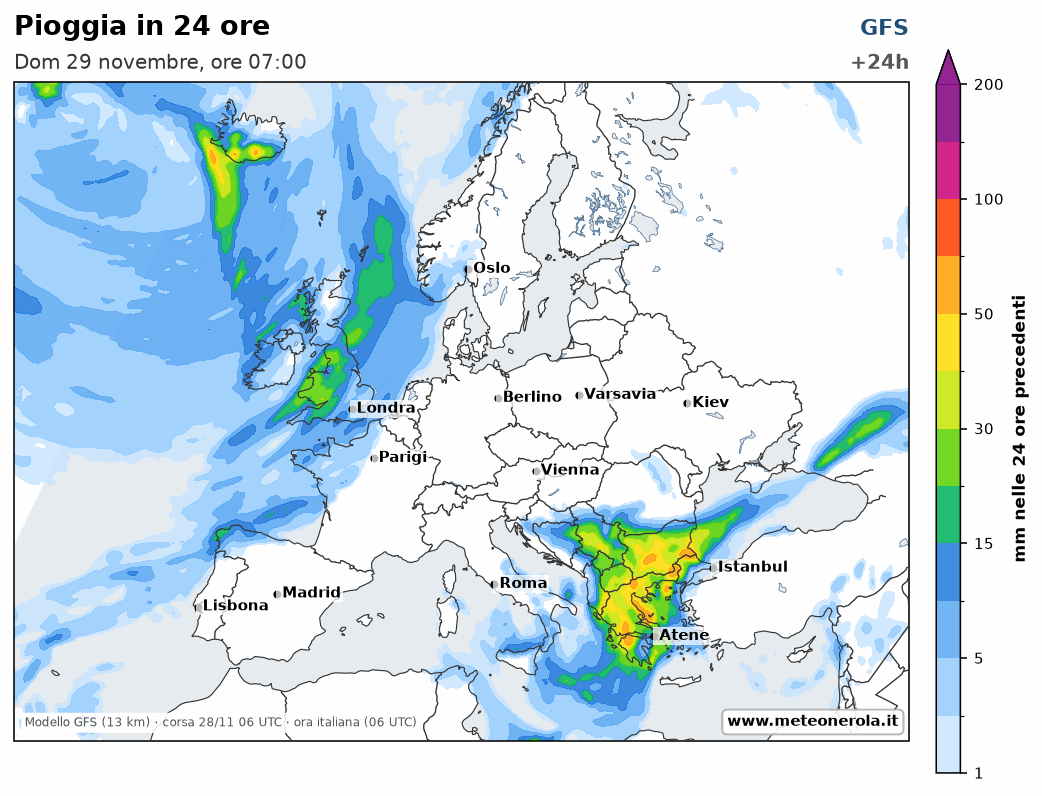 Pioggia in 24 ore
GFS
Dom 29 novembre, ore 07:00
+24h
200
100
50
30
15
5
1
mm nelle 24 ore precedenti
Oslo
Londra
Berlino
Varsavia
Kiev
Parigi
Vienna
Istanbul
Roma
Madrid
Lisbona
Atene
Modello GFS (13 km) · corsa 28/11 06 UTC · ora italiana (06 UTC)
www.meteonerola.it